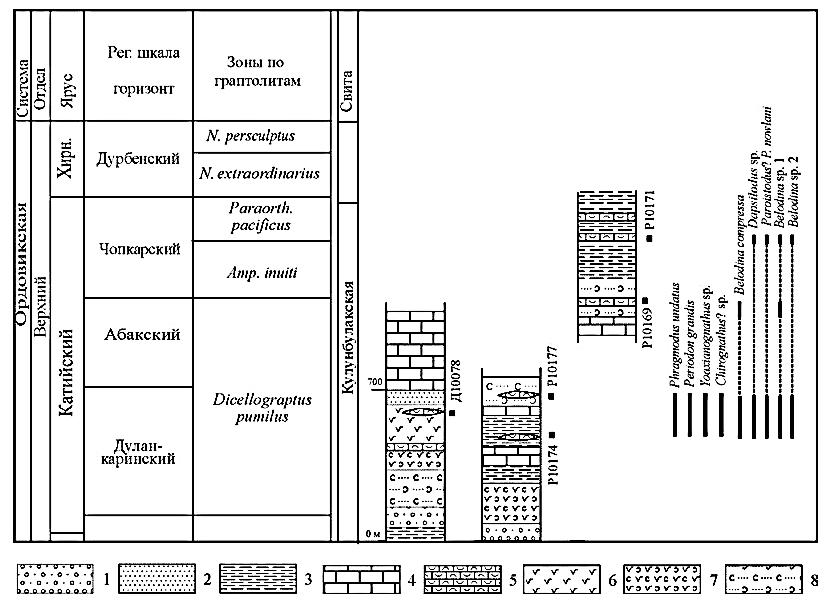 Система
Отдел
Ярус
Рег. шкала
горизонт
Зоны по
граптолитам
Свита
Ордовикская
Верхний
Хирн.
Катийский
Дурбенский
Чопкарский
Абакский
Дулан-
каринский
N. persculptus
N. extraordinarius
Paraorth.
pacificus
Amp. inuiti
Dicellograptus
pumilus
Кулунбулакская
700
0 м
Д10078
Р10177
Р10174
Р10171
Р10169
Phragmodus undatus
Periodon grandis
Yaoxianognathus sp.
Chirognathus? sp.
Belodina compressa
Dapsilodus sp.
Paroistodus? P. nowlani
Belodina sp. 1
Belodina sp. 2
1
2
3
4
5
6
7
8